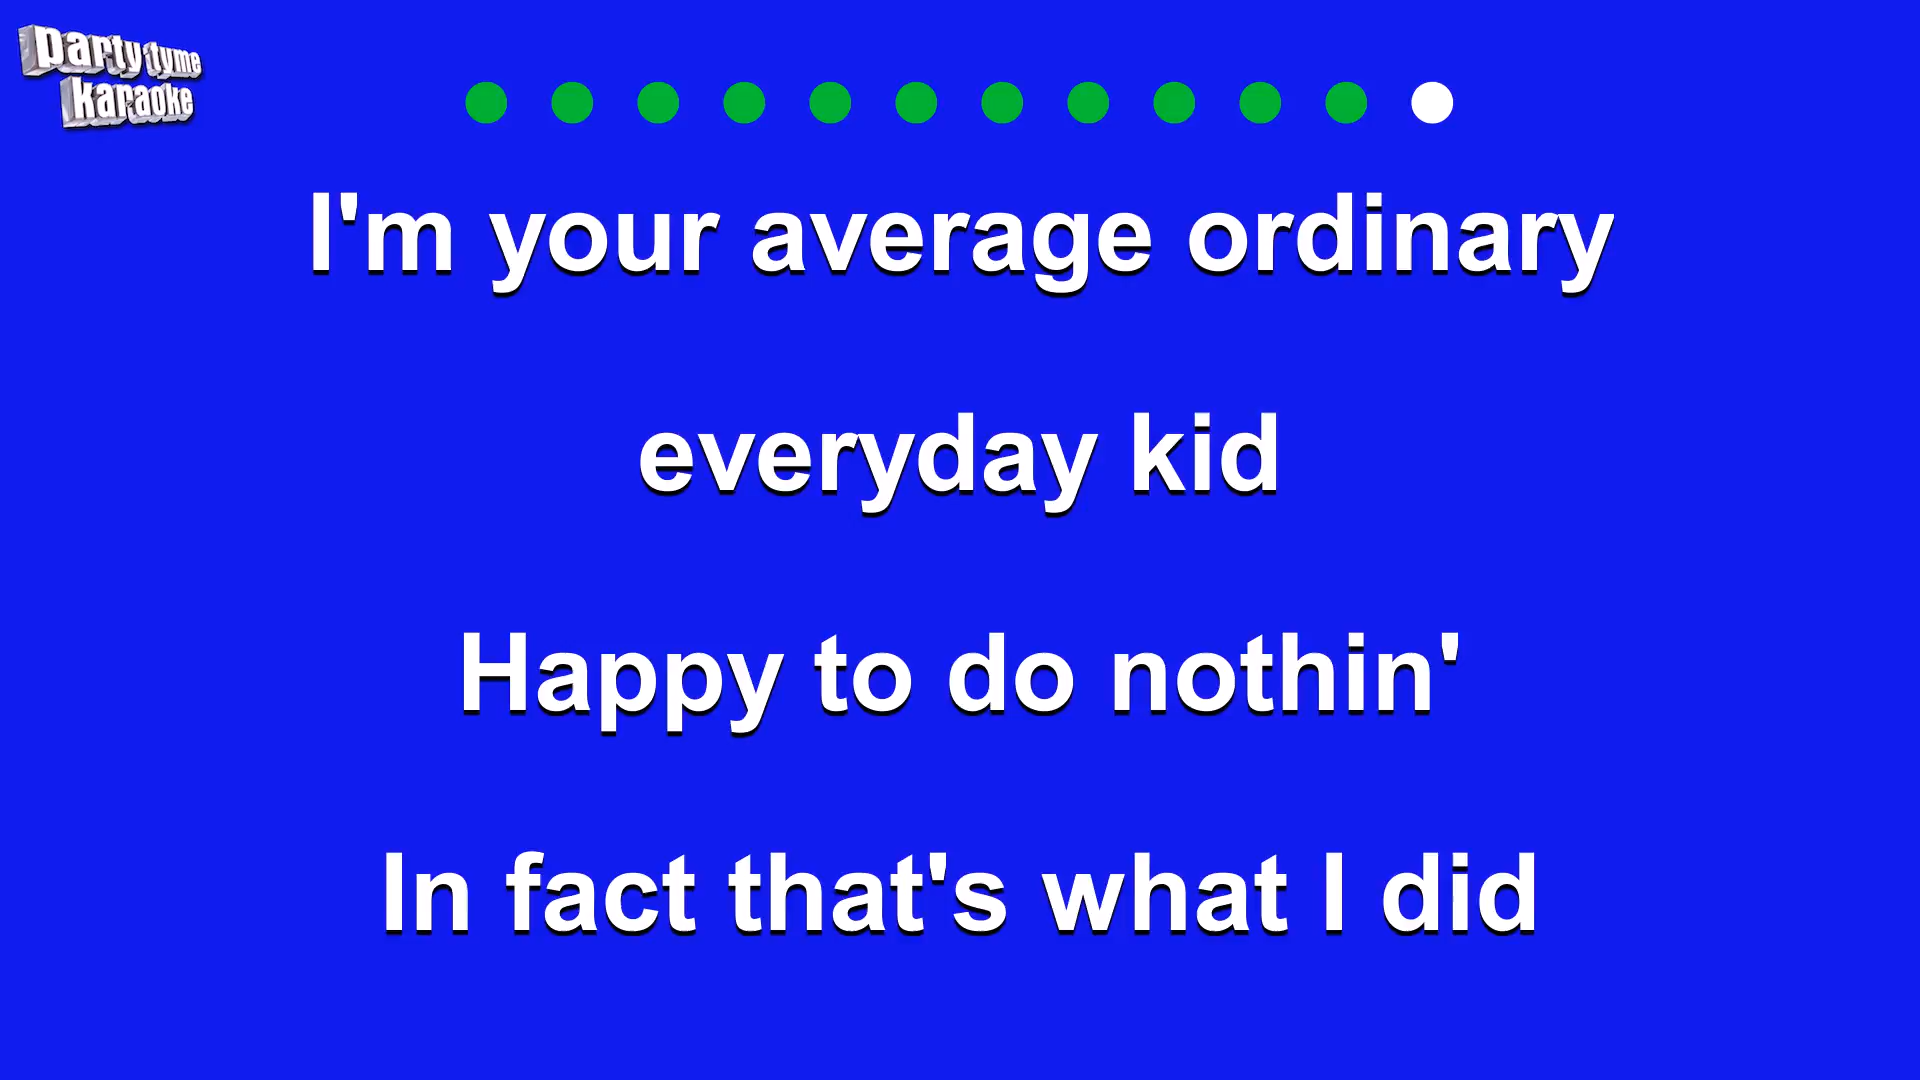 party tyme
karaoke
I'm your average ordinary
everyday kid
Happy to do nothin'
In fact that's what I did